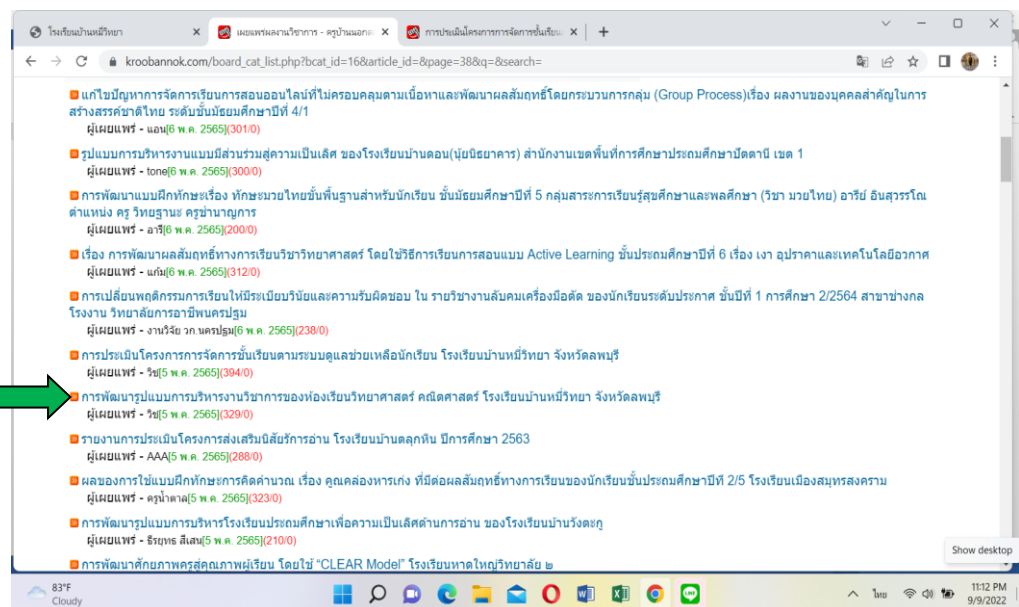 โรงเรียนบ้านหมี่วิทยา
เผยแพร่ผลงานวิชาการ - ครูบ้านนอกด
การประเมินโครงการการจัดการชั้นเรียน
kroobannok.com/board_cat_list.php?bcat_id=16&article_id=&page=38&q=&search=
แก้ไขปัญหาการจัดการเรียนการสอนออนไลน์ที่ไม่ครอบคลุมตามเนื้อหาและพัฒนาผลสัมฤทธิ์โดยกระบวนการกลุ่ม (Group Process)เรื่อง ผลงานของบุคคลสำคัญในการ
สร้างสรรค์ชาติไทย ระดับชั้นมัธยมศึกษาปีที่ 4/1
ผู้เผยแพร่ - แอน[6 พ.ค. 2565](301/0)
รูปแบบการบริหารงานแบบมีส่วนร่วมสู่ความเป็นเลิศ ของโรงเรียนบ้านดอน(นุ้ยนิธยาคาร) สำนักงานเขตพื้นที่การศึกษาประถมศึกษาปัตตานี เขต 1
ผู้เผยแพร่ - tone[6 พ.ค. 2565](300/0)
การพัฒนาแบบฝึกทักษะเรื่อง ทักษะมวยไทยขั้นพื้นฐานสำหรับนักเรียน ชั้นมัธยมศึกษาปีที่ 5 กลุ่มสาระการเรียนรู้สุขศึกษาและพลศึกษา (วิชา มวยไทย) อารีย์ อินสุวรรโณ
ตำแหน่ง ครู วิทยฐานะ ครูชำนาญการ
ผู้เผยแพร่ - อารี[6 พ.ค. 2565](200/0)
เรื่อง การพัฒนาผลสัมฤทธิ์ทางการเรียนวิชาวิทยาศาสตร์ โดยใช้วิธีการเรียนการสอนแบบ Active Learning ชั้นประถมศึกษาปีที่ 6 เรื่อง เงา อุปราคาและเทคโนโลยีอวกาศ
ผู้เผยแพร่ - แก้ม[6 พ.ค. 2565](312/0)
การเปลี่ยนพฤติกรรมการเรียนให้มีระเบียบวินัยและความรับผิดชอบ ใน รายวิชางานลับคมเครื่องมือตัด ของนักเรียนระดับประกาศ ชั้นปีที่ 1 การศึกษา 2/2564 สาขาช่างกล
โรงงาน วิทยาลัยการอาชีพนครปฐม
ผู้เผยแพร่ - งานวิจัย วก.นครปฐม[6 พ.ค. 2565](238/0)
การประเมินโครงการการจัดการชั้นเรียนตามระบบดูแลช่วยเหลือนักเรียน โรงเรียนบ้านหมี่วิทยา จังหวัดลพบุรี
ผู้เผยแพร่ - วิช[5 พ.ค. 2565](394/0)
การพัฒนารูปแบบการบริหารงานวิชาการของห้องเรียนวิทยาศาสตร์ คณิตศาสตร์ โรงเรียนบ้านหมี่วิทยา จังหวัดลพบุรี
ผู้เผยแพร่ - วิช[5 พ.ค. 2565](329/0)
รายงานการประเมินโครงการส่งเสริมนิสัยรักการอ่าน โรงเรียนบ้านตลุกหิน ปีการศึกษา 2563
ผู้เผยแพร่ - AAA[5 พ.ค. 2565](288/0)
ผลของการใช้แบบฝึกทักษะการคิดคำนวณ เรื่อง คูณคล่องหารเก่ง ที่มีต่อผลสัมฤทธิ์ทางการเรียนของนักเรียนชั้นประถมศึกษาปีที 2/5 โรงเรียนเมืองสมุทรสงคราม
ผู้เผยแพร่ - ครูน้ำตาล[5 พ.ค. 2565](323/0)
การพัฒนารูปแบบการบริหารโรงเรียนประถมศึกษาเพื่อความเป็นเลิศด้านการอ่าน ของโรงเรียนบ้านวังตะกู
ผู้เผยแพร่ - ธิรยุทธ สีเสน[5 พ.ค. 2565](210/0)
การพัฒนาศักยภาพครูสู่คุณภาพผู้เรียน โดยใช้ “CLEAR Model” โรงเรียนหาดใหญ่วิทยาลัย ๒
Show desktop
83°F
Cloudy
ไทย
11:12 PM
9/9/2022